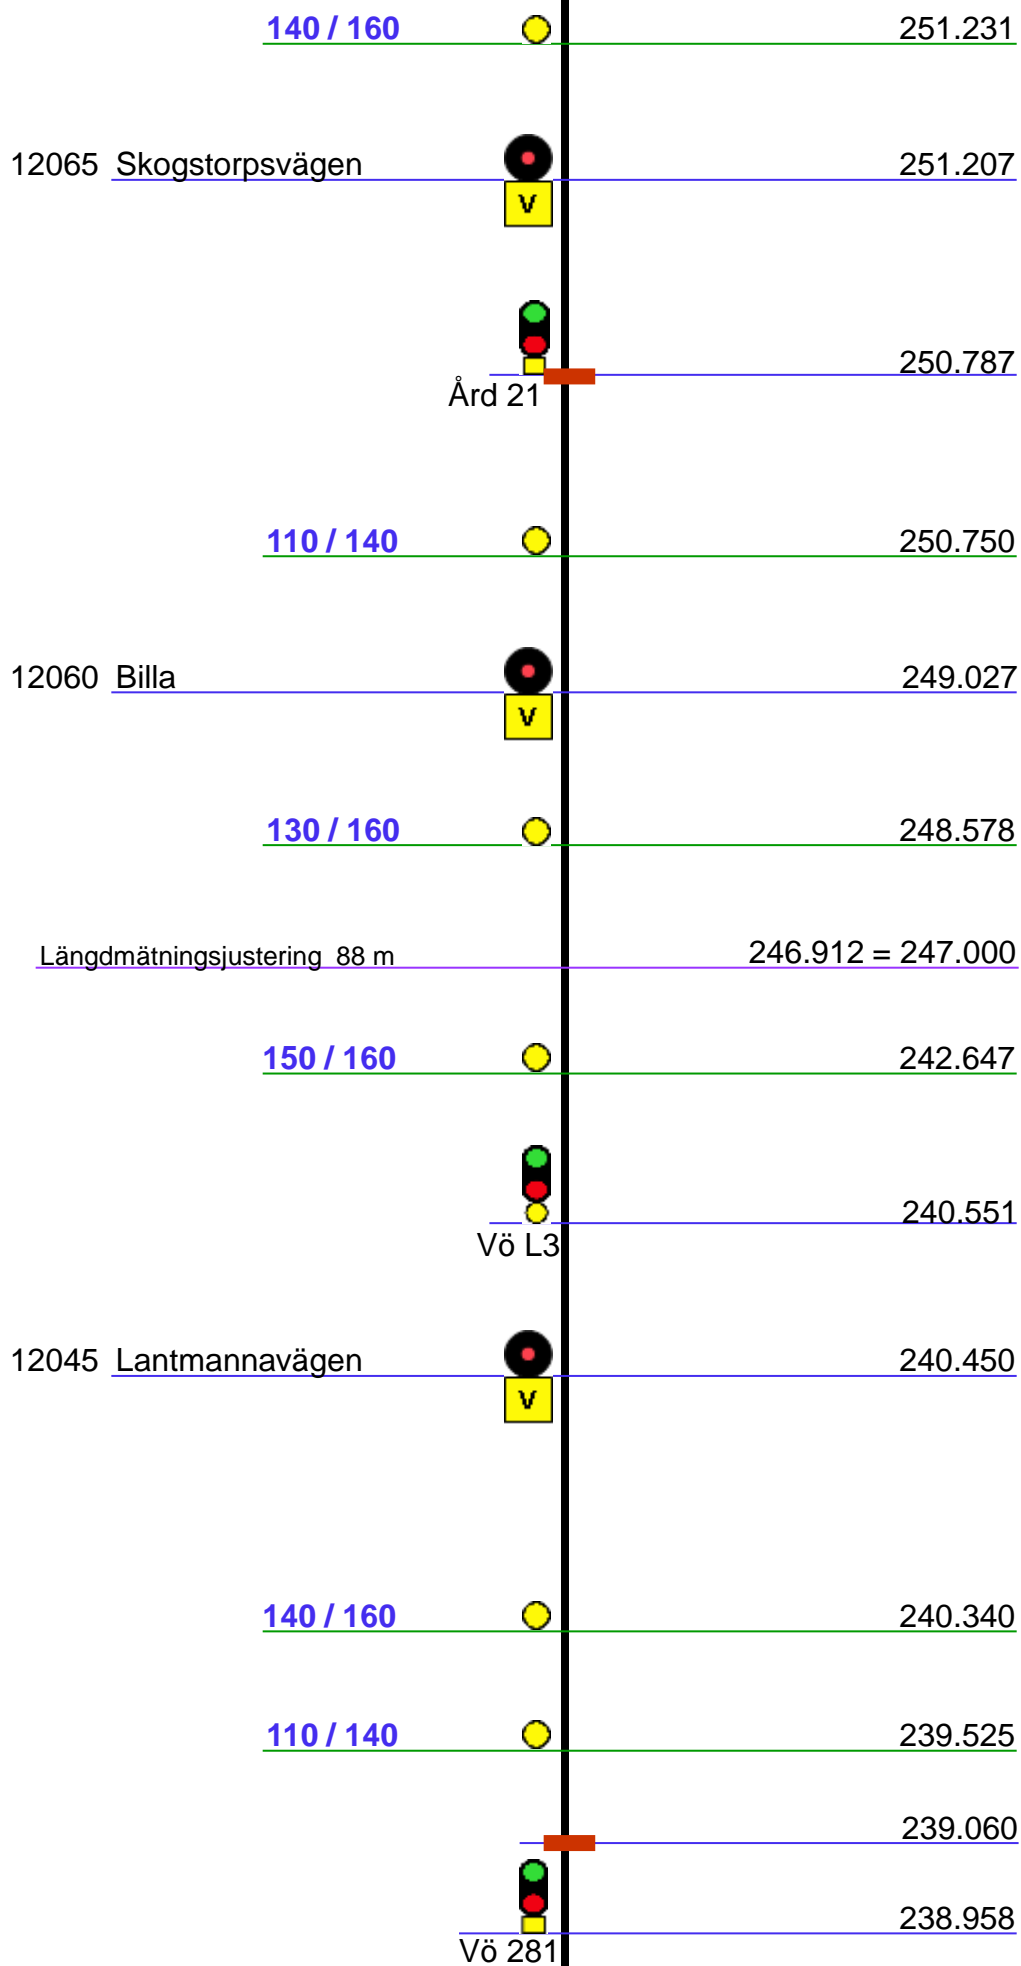 140 / 160 251.231
12065 Skogstorpsvägen 251.207
V
250.787
Ård 21
110 / 140 250.750
12060 Billa 249.027
V
130 / 160 248.578
Längdmätningsjustering 88 m 246.912 = 247.000
150 / 160 242.647
240.551
Vö L3
12045 Lantmannavägen 240.450
V
140 / 160 240.340
110 / 140 239.525
239.060
238.958
Vö 281